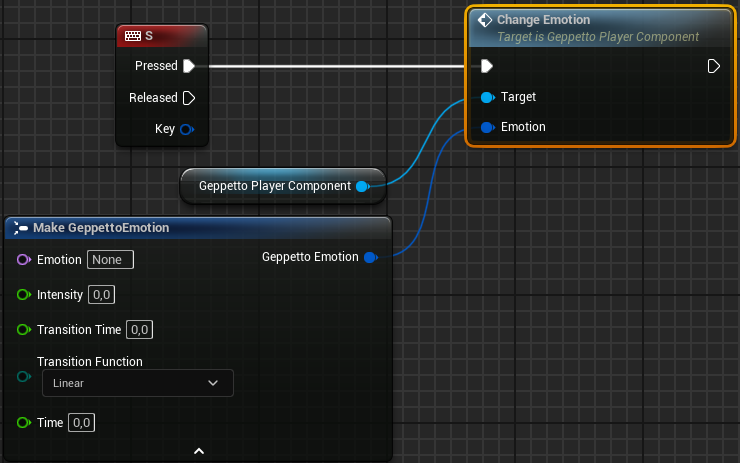 Change Emotion
Target is Geppetto Player Component
S
Pressed
Released
Key
Target
Emotion
Geppetto Player Component
Make GeppettoEmotion
Emotion None
Geppetto Emotion
Intensity 0,0
Transition Time 0,0
Transition Function
Linear
Time 0,0